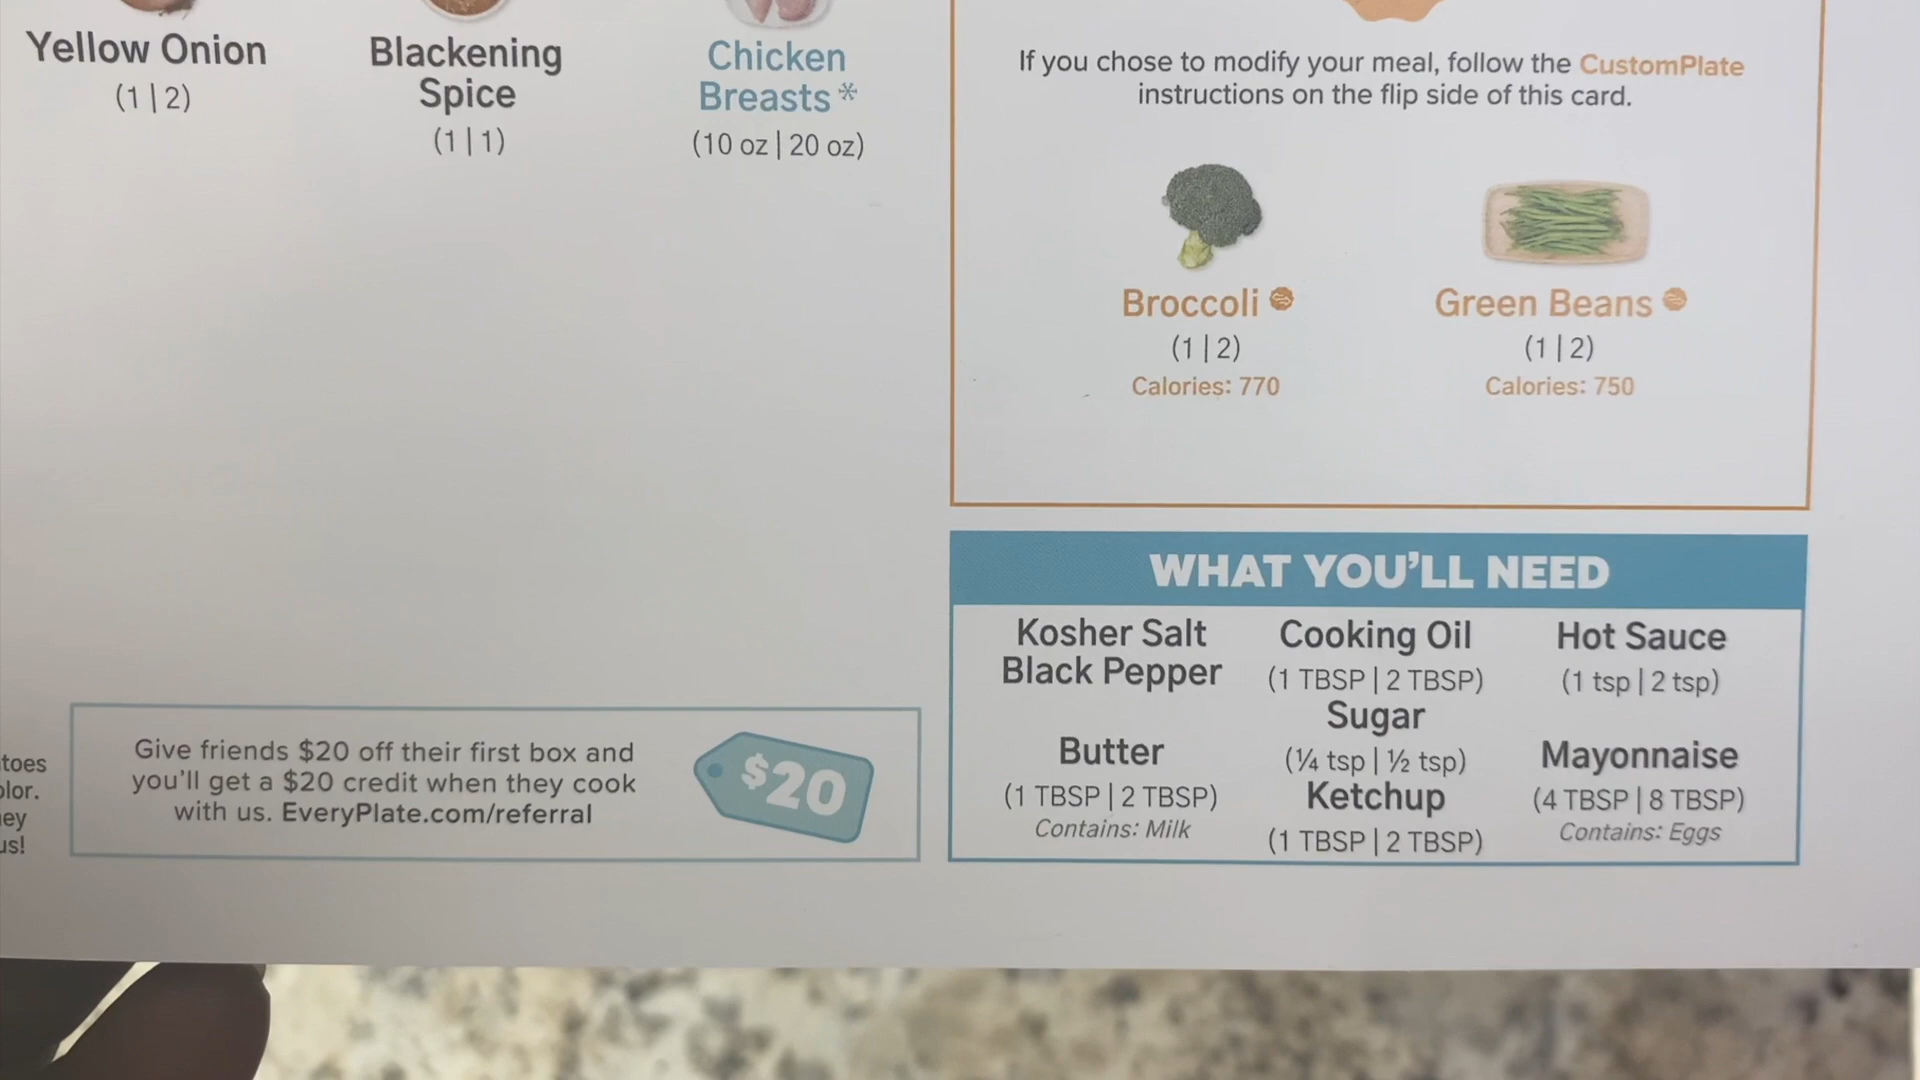 Yellow Onion
(1 | 2)
Blackening
Spice
(1 | 1)
Chicken
Breasts *
(10 oz | 20 oz)
If you chose to modify your meal, follow the CustomPlate
instructions on the flip side of this card.
Broccoli
(1 | 2)
Calories: 770
Green Beans
(1 | 2)
Calories: 750
WHAT YOU'LL NEED
Kosher Salt
Black Pepper
Butter
(1 TBSP | 2 TBSP)
Contains: Milk
Cooking Oil
(1 TBSP | 2 TBSP)
Sugar
(¼ tsp | ½ tsp)
Ketchup
(1 TBSP | 2 TBSP)
Hot Sauce
(1 tsp | 2 tsp)
Mayonnaise
(4 TBSP | 8 TBSP)
Contains: Eggs
Give friends $20 off their first box and
you'll get a $20 credit when they cook
with us. EveryPlate.com/referral
$20